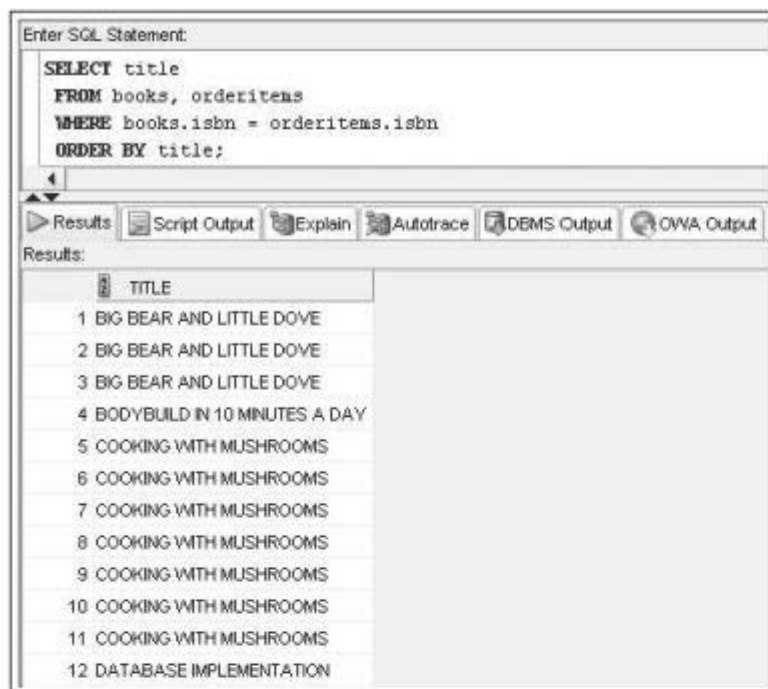 Enter SQL Statement:
SELECT title
FROM books, orderitems
WHERE books.isbn = orderitems.isbn
ORDER BY title;
Results Script Output Explain Autotrace DBMS Output OWA Output
Results:
TITLE
1 BIG BEAR AND LITTLE DOVE
2 BIG BEAR AND LITTLE DOVE
3 BIG BEAR AND LITTLE DOVE
4 BODYBUILD IN 10 MINUTES A DAY
5 COOKING WITH MUSHROOMS
6 COOKING WITH MUSHROOMS
7 COOKING WITH MUSHROOMS
8 COOKING WITH MUSHROOMS
9 COOKING WITH MUSHROOMS
10 COOKING WITH MUSHROOMS
11 COOKING WITH MUSHROOMS
12 DATABASE IMPLEMENTATION